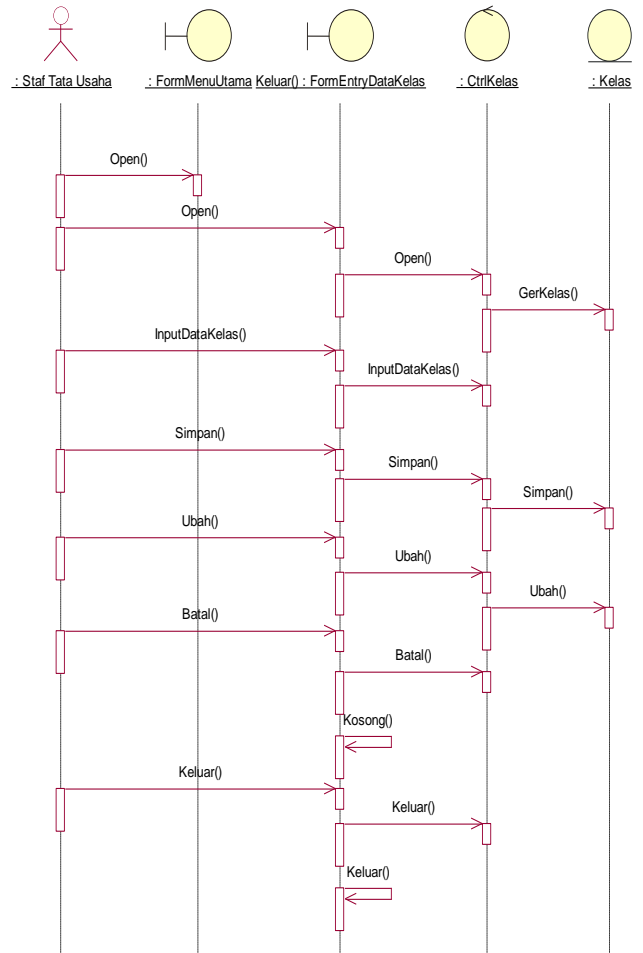 : Staf Tata Usaha : FormMenuUtama Keluar() : FormEntryDataKelas : CtrlKelas : Kelas
Open()
Open()
Open()
GerKelas()
InputDataKelas()
InputDataKelas()
Simpan()
Simpan()
Simpan()
Ubah()
Ubah()
Ubah()
Batal()
Batal()
Kosong()
Keluar()
Keluar()
Keluar()